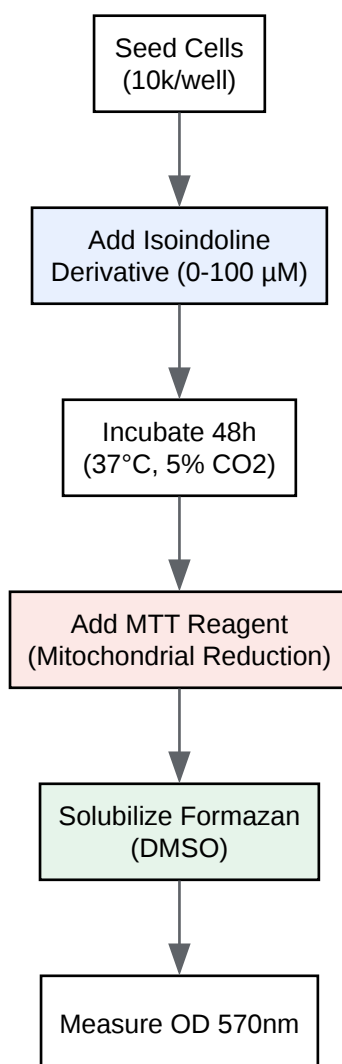 Seed Cells
(10k/well)
Add Isoindoline
Derivative (0-100 µM)
Incubate 48h
(37°C, 5% CO2)
Add MTT Reagent
(Mitochondrial Reduction)
Solubilize Formazan
(DMSO)
Measure OD 570nm